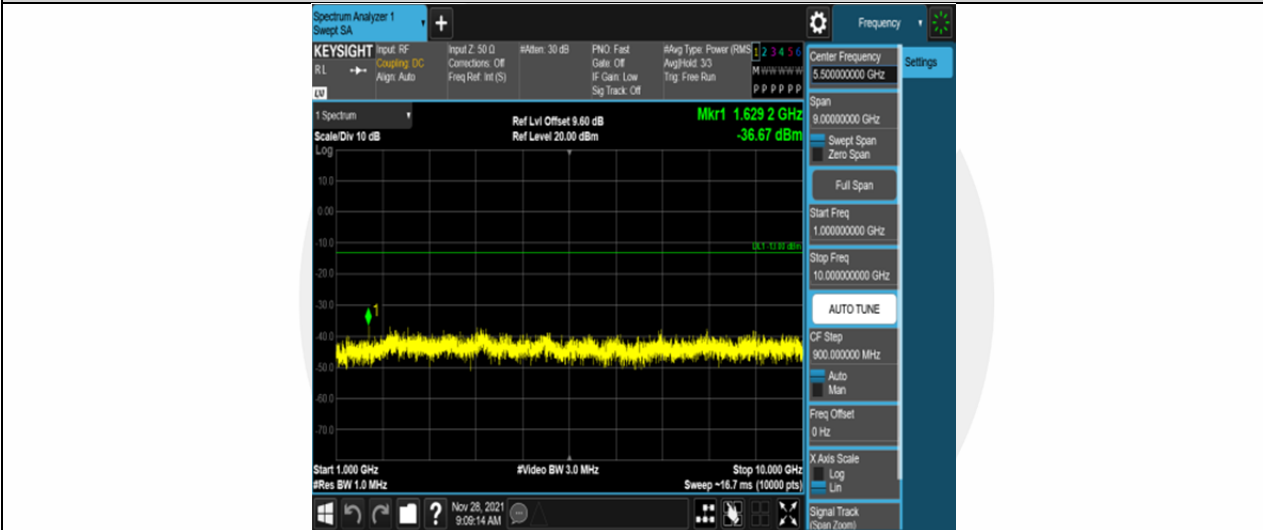 Spectrum Analyzer 1
Swept SA
+
Frequency
KEYSIGHT
RL
LV
Input: RF
Coupling: DC
Align: Auto
Input Z: 50 Ω
Corrections: Off
Freq Ref: Int (S)
#Atten: 30 dB
PNO: Fast
Gate: Off
IF Gain: Low
Sig Track: Off
#Avg Type: Power (RMS
Avg|Hold: 3/3
Trig: Free Run
1 2 3 4 5 6
M W W W W W
P P P P P P
1 Spectrum
Scale/Div 10 dB
Log
Ref Lvl Offset 9.60 dB
Ref Level 20.00 dBm
Mkr1 1.629 2 GHz
-36.67 dBm
10.0
0.00
-10.0
-20.0
-30.0
-40.0
-50.0
-60.0
-70.0
DL1 -13.00 dBm
1
Start 1.000 GHz
#Res BW 1.0 MHz
#Video BW 3.0 MHz
Stop 10.000 GHz
Sweep ~16.7 ms (10000 pts)
?
Nov 28, 2021
9:09:14 AM
Center Frequency
5.500000000 GHz
Span
9.00000000 GHz
Swept Span
Zero Span
Full Span
Start Freq
1.000000000 GHz
Stop Freq
10.000000000 GHz
AUTO TUNE
CF Step
900.000000 MHz
Auto
Man
Freq Offset
0 Hz
X Axis Scale
Log
Lin
Signal Track
(Span Zoom)
Settings